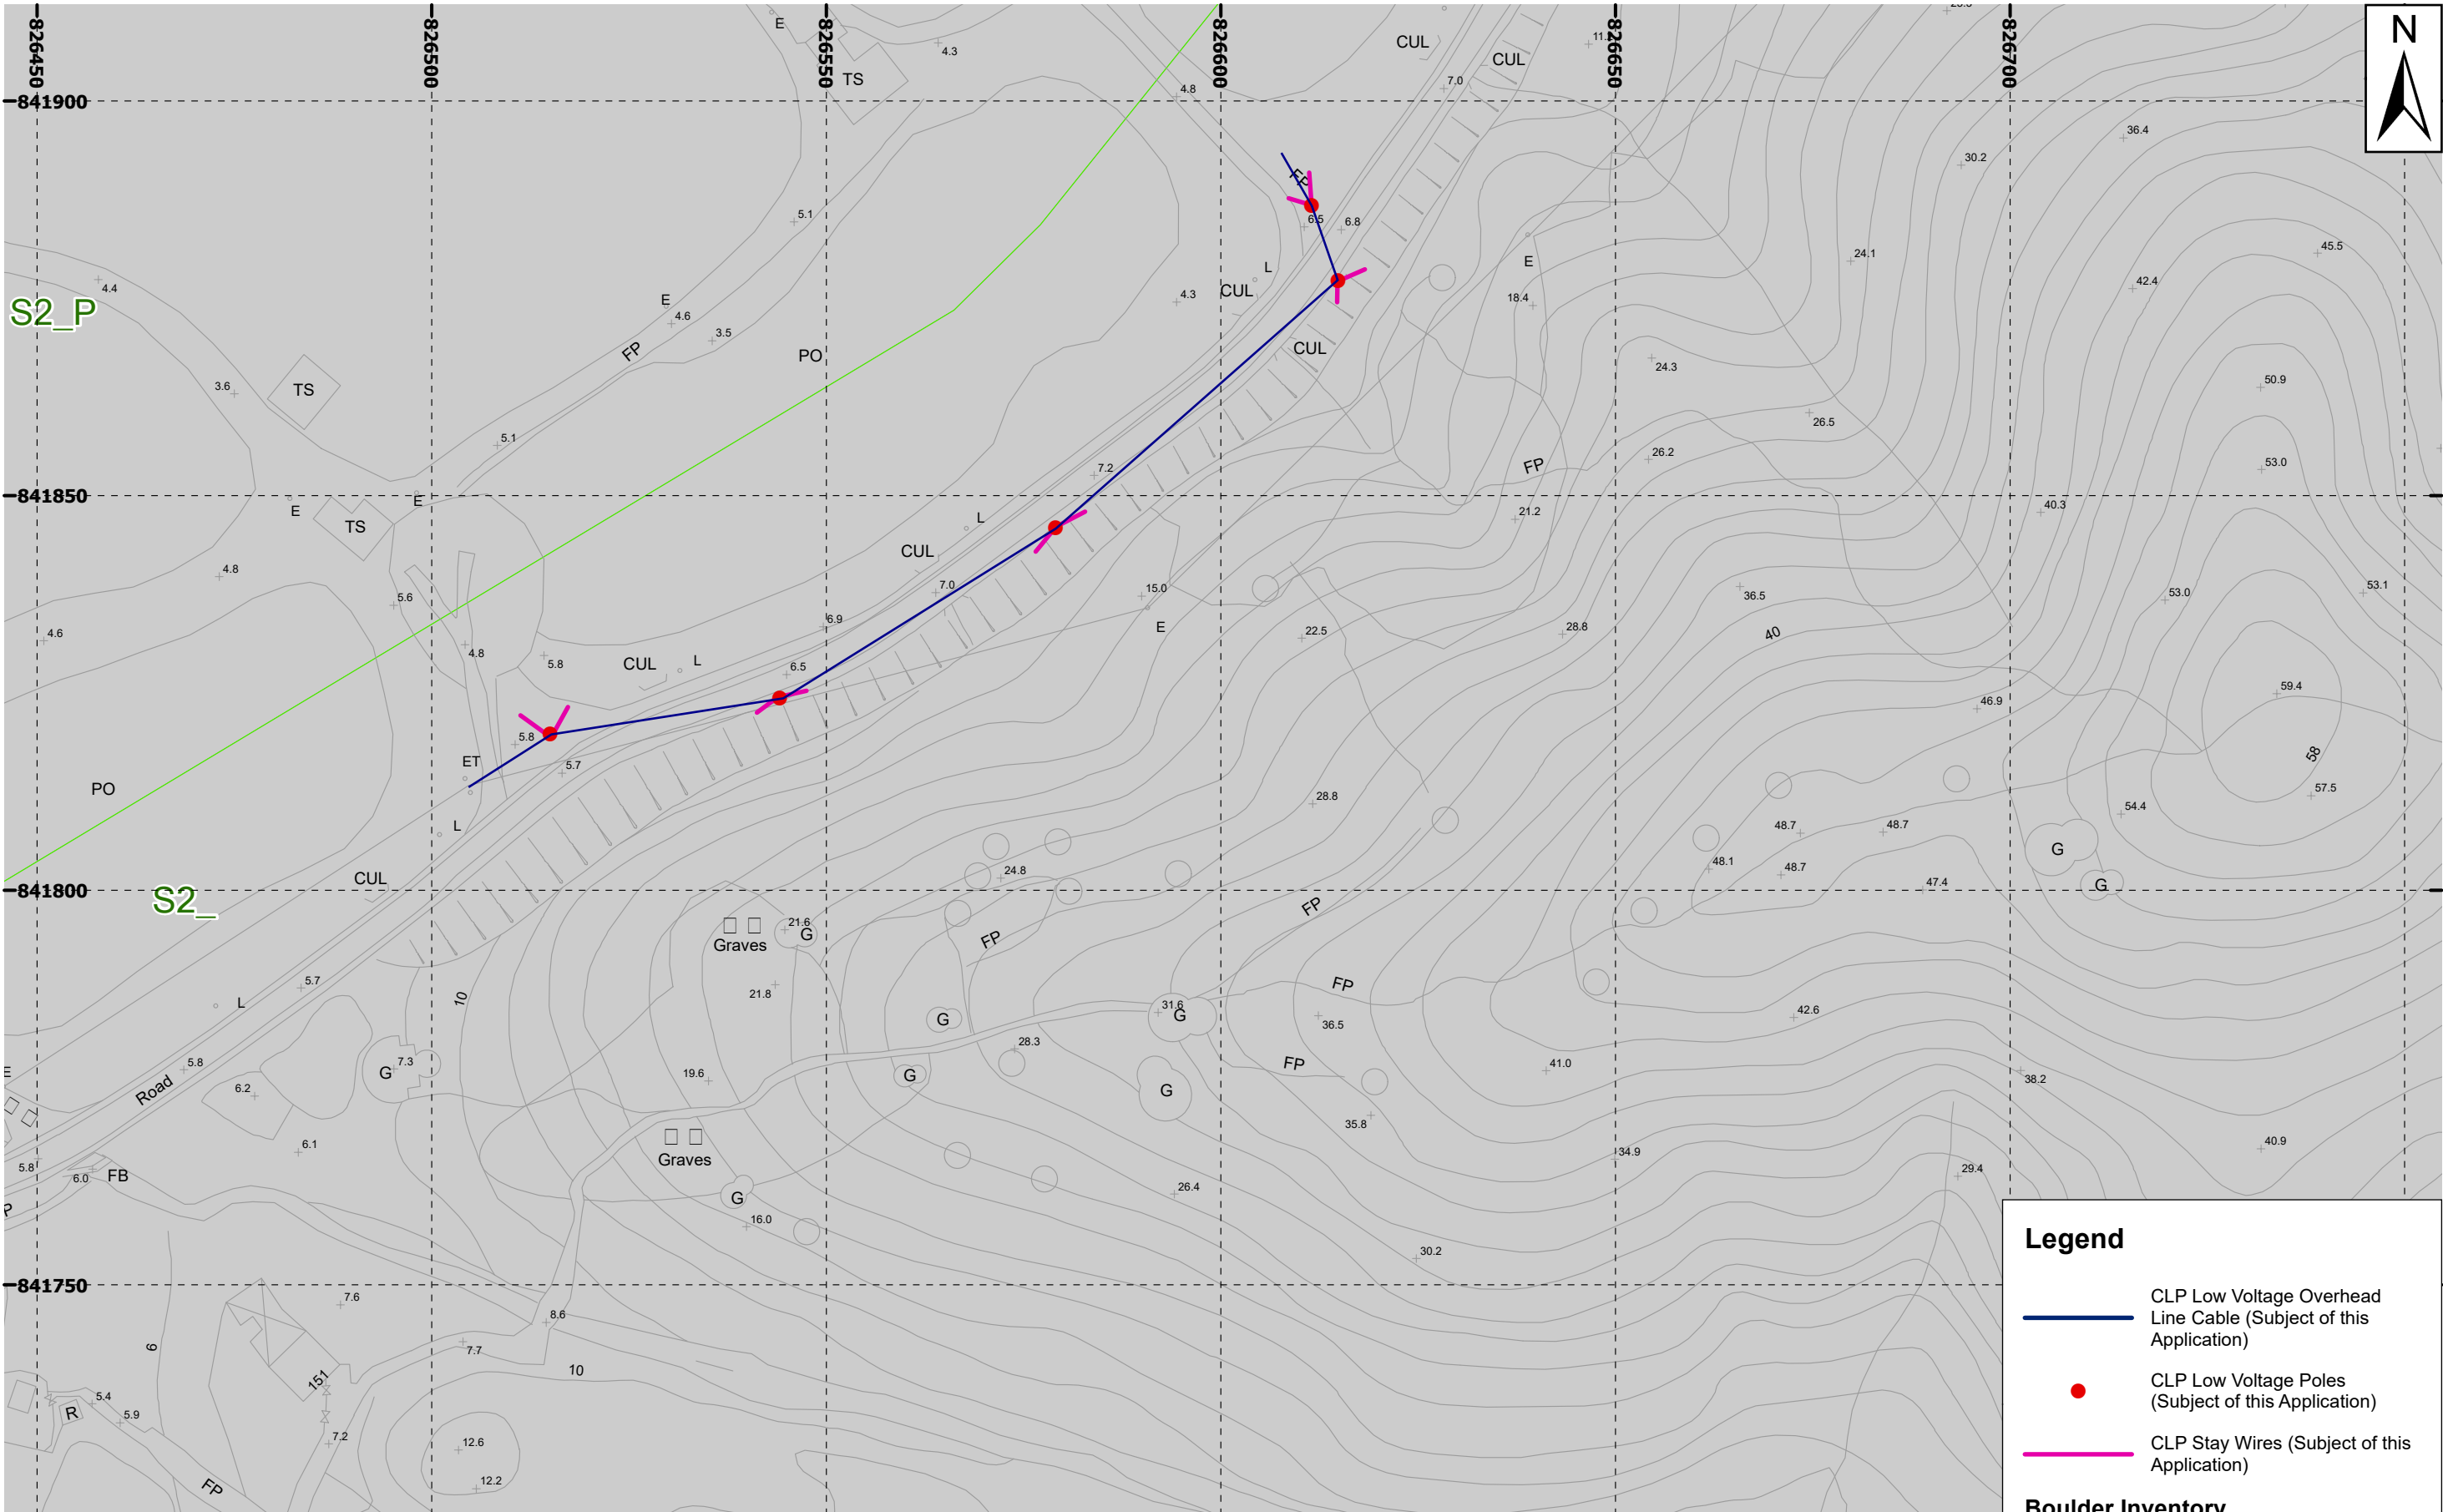 826450
826500
826550
826600
826650
826700
N
E
TS
4.3
CUL
CUL
7.0
4.8
841900
36.4
30.2
FP
5.1
6.5
6.8
45.5
24.1
E
L
4.4
CUL
4.3
42.4
S2_P
E
4.6
18.4
3.5
FP
PO
CUL
24.3
3.6
TS
50.9
26.5
5.1
26.2
FP
7.2
53.0
841850
E
E
TS
L
21.2
40.3
CUL
4.8
7.0
15.0
36.5
53.0
53.1
5.6
6.9
E
22.5
28.8
40
4.6
4.8
5.8
CUL
L
6.5
59.4
46.9
5.8
58
ET
5.7
PO
28.8
57.5
54.4
L
48.7
48.7
G
48.1
48.7
CUL
24.8
47.4
G
841800
S2_
FP
21.6
G
Graves
FP
5.7
10
21.8
FP
L
31.6
G
G
36.5
42.6
28.3
5.8
G
7.3
FP
41.0
E
19.6
G
38.2
Road
6.2
G
35.8
6.1
40.9
Graves
34.9
5.8
6.0
FB
29.4
26.4
G
P
16.0
30.2
841750
7.6
8.6
6
7.7
10
151
5.4
R
5.9
7.2
12.6
12.2
FP
Legend
CLP Low Voltage Overhead
Line Cable (Subject of this
Application)
CLP Low Voltage Poles
(Subject of this Application)
CLP Stay Wires (Subject of this
Application)
Boulder Inventory